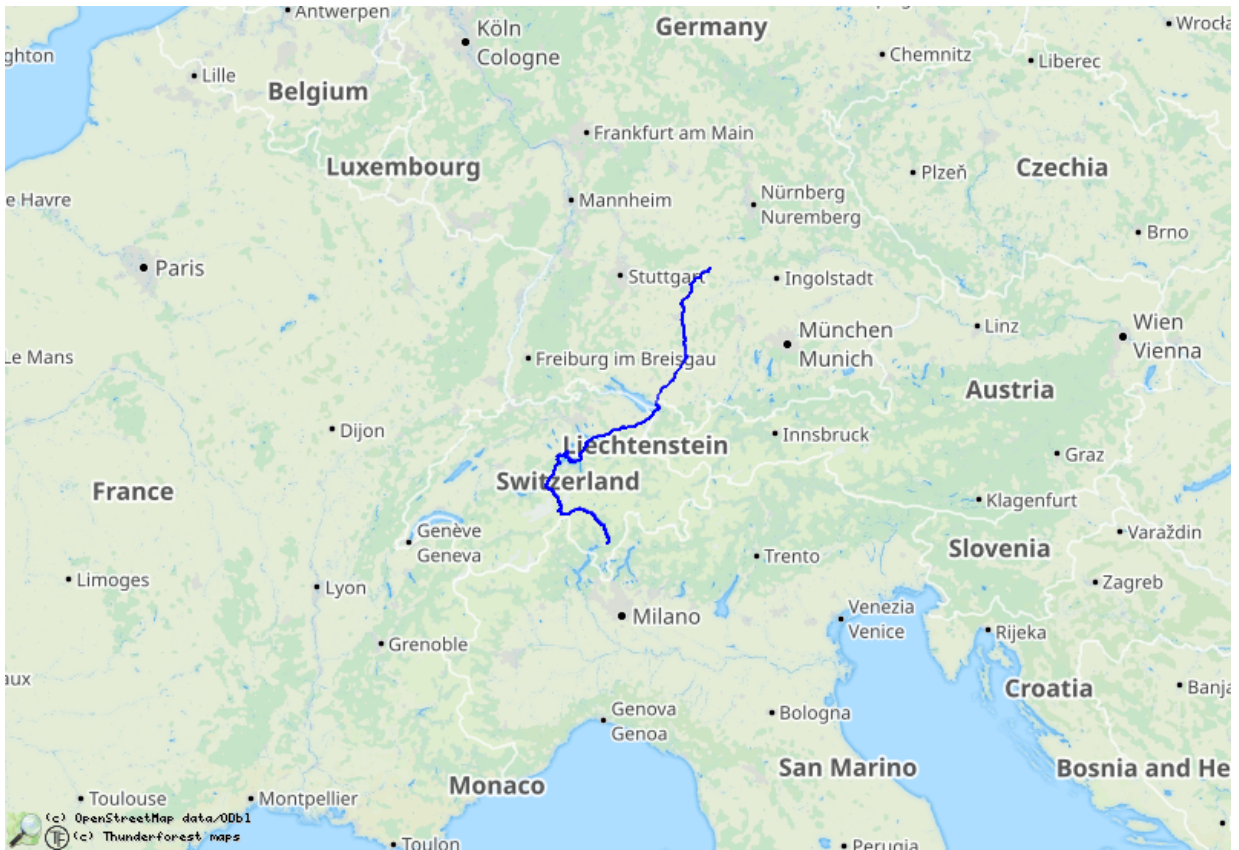 Antwerpen
Köln
Cologne
Germany
Wrocła
ghton
Chemnitz
Liberec
Lille
Belgium
Frankfurt am Main
Luxembourg
Czechia
Plzeň
e Havre
Mannheim
Nürnberg
Nuremberg
Brno
Paris
Stuttgart
Ingolstadt
Wien
Vienna
Linz
München
Munich
Le Mans
Freiburg im Breisgau
Austria
Dijon
Innsbruck
Liechtenstein
Graz
Switzerland
France
Klagenfurt
Genève
Geneva
Varaždin
Slovenia
Trento
Limoges
Lyon
Zagreb
Milano
Venezia
Venice
Rijeka
Grenoble
aux
Croatia
Banja
Genova
Genoa
Bologna
San Marino
Bosnia and He
Monaco
Toulouse
Montpellier
(c) OpenStreetMap data/ODbl
TF (c) Thunderforest maps
Toulon
Perugia